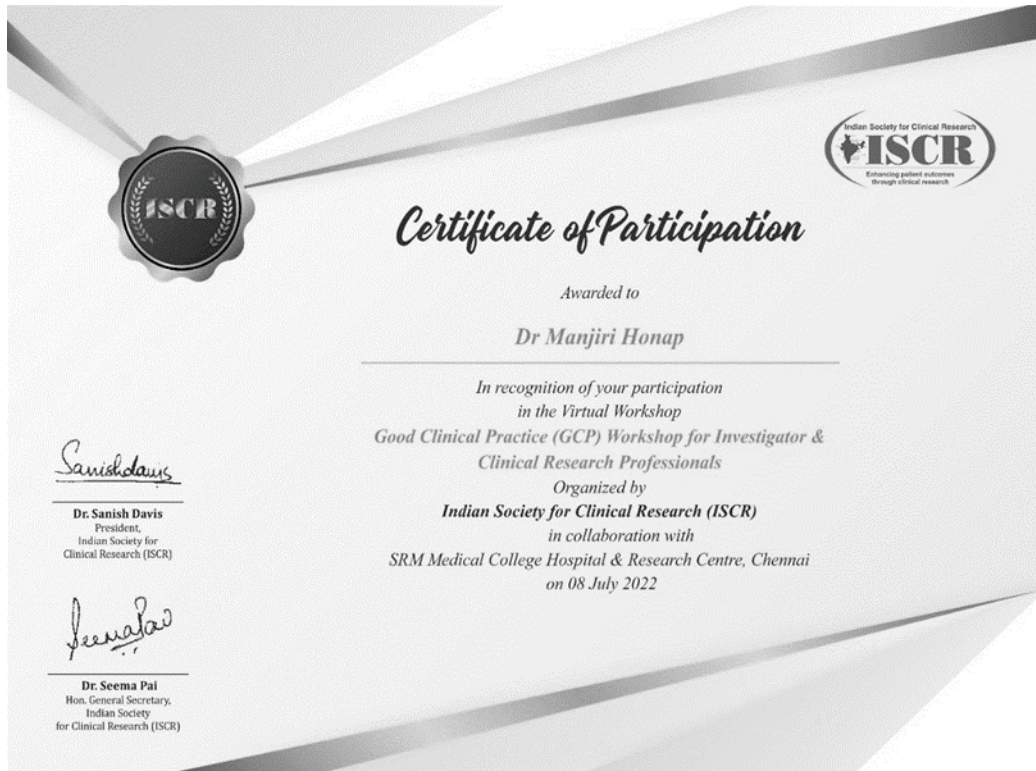 ISCR
Indian Society for Clinical Research
ISCR
Enhancing patient outcomes
through clinical research
Certificate of Participation
Awarded to
Dr Manjiri Honap
In recognition of your participation
in the Virtual Workshop
Good Clinical Practice (GCP) Workshop for Investigator &
Clinical Research Professionals
Organized by
Indian Society for Clinical Research (ISCR)
in collaboration with
SRM Medical College Hospital & Research Centre, Chennai
on 08 July 2022
Sanishdavis
Dr. Sanish Davis
President,
Indian Society for
Clinical Research (ISCR)
SeemaPai
Dr. Seema Pai
Hon. General Secretary,
Indian Society
for Clinical Research (ISCR)